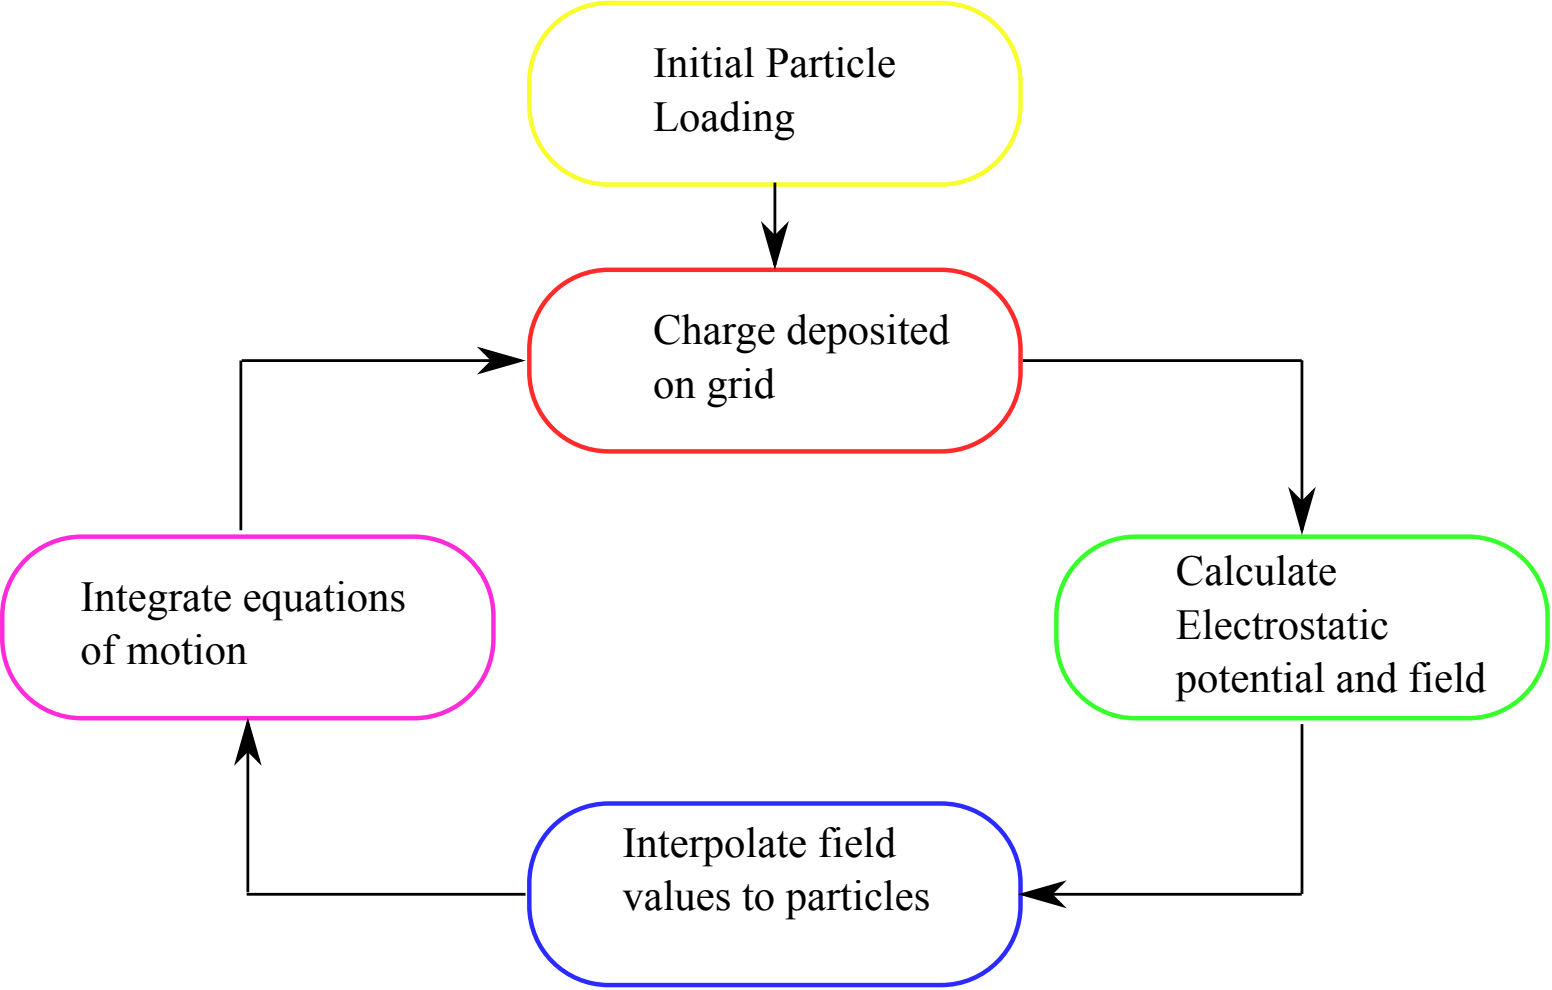 Initial Particle
Loading
Charge deposited
on grid
Calculate
Electrostatic
potential and field
Interpolate field
values to particles
Integrate equations
of motion